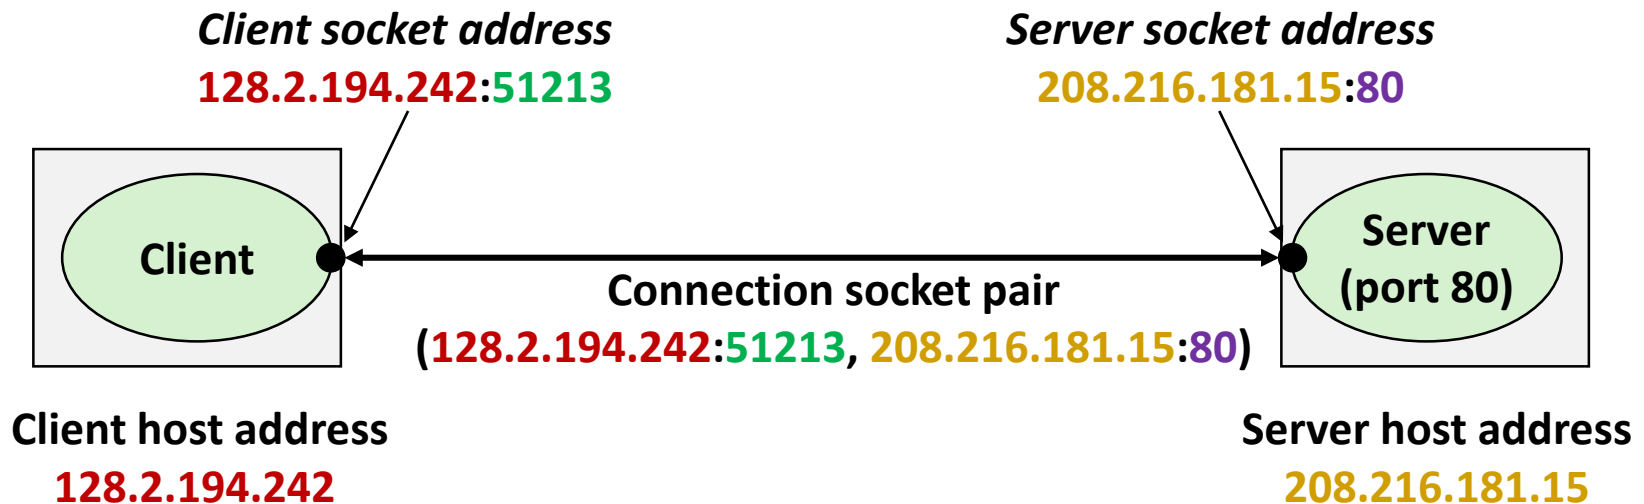 Client socket address
128.2.194.242:51213
Server socket address
208.216.181.15:80
Client
Server
(port 80)
Connection socket pair
(128.2.194.242:51213, 208.216.181.15:80)
Client host address
128.2.194.242
Server host address
208.216.181.15